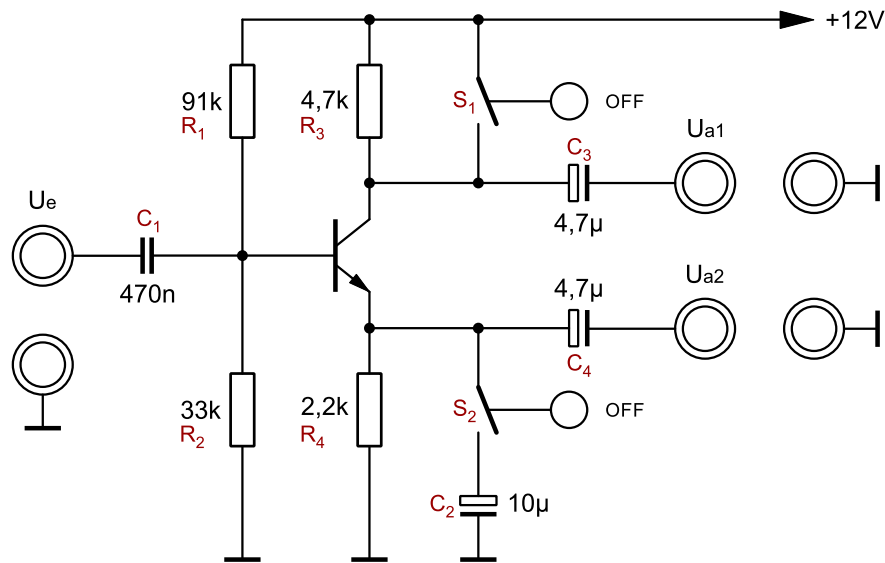 +12V
91k
R1
4,7k
R3
S1
OFF
Ua1
C3
4,7µ
Ue
C1
470n
Ua2
4,7µ
C4
33k
R2
2,2k
R4
S2
OFF
C2
10µ